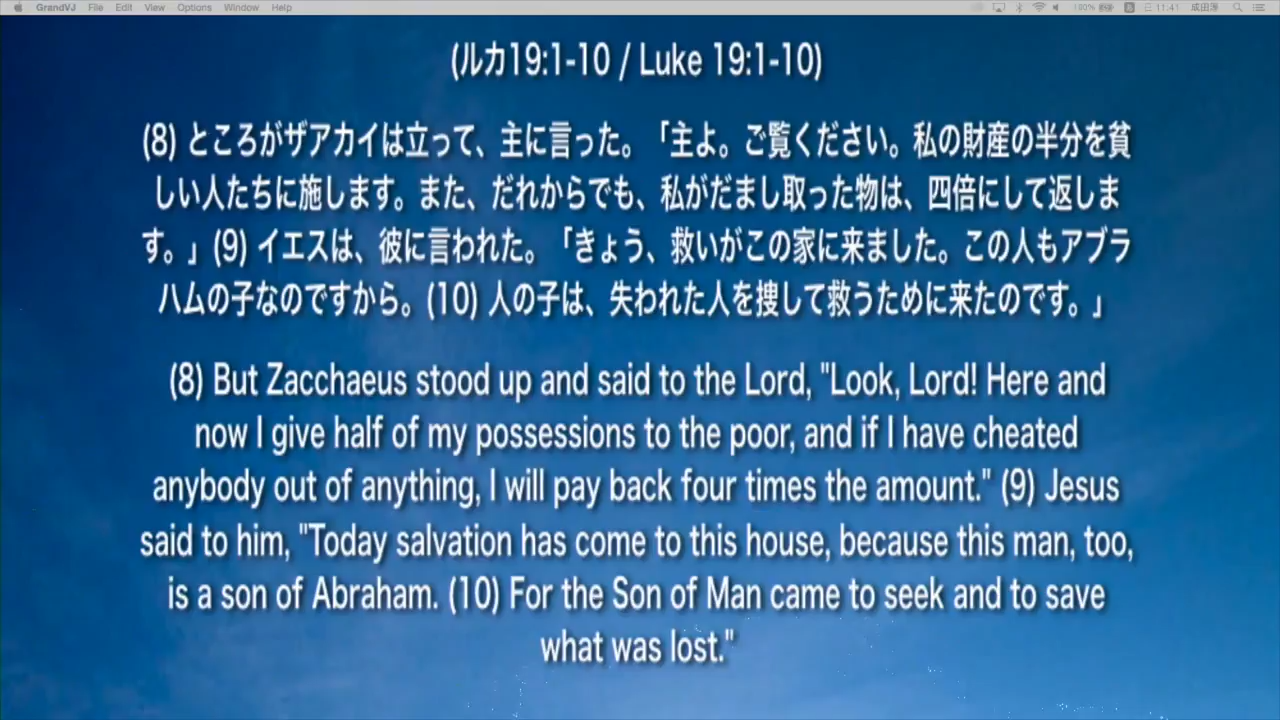 GrandVJ File Edit View Options Window Help 100% 11:41
(ルカ19:1-10 / Luke 19:1-10)
(8) ところがザアカイは立って、主に言った。「主よ。ご覧ください。私の財産の半分を貧
しい人たちに施します。また、だれからでも、私がだまし取った物は、四倍にして返しま
す。」(9) イエスは、彼に言われた。「きょう、救いがこの家に来ました。この人もアブラ
ハムの子なのですから。(10) 人の子は、失われた人を捜して救うために来たのです。」
(8) But Zacchaeus stood up and said to the Lord, "Look, Lord! Here and
now I give half of my possessions to the poor, and if I have cheated
anybody out of anything, I will pay back four times the amount." (9) Jesus
said to him, "Today salvation has come to this house, because this man, too,
is a son of Abraham. (10) For the Son of Man came to seek and to save
what was lost."